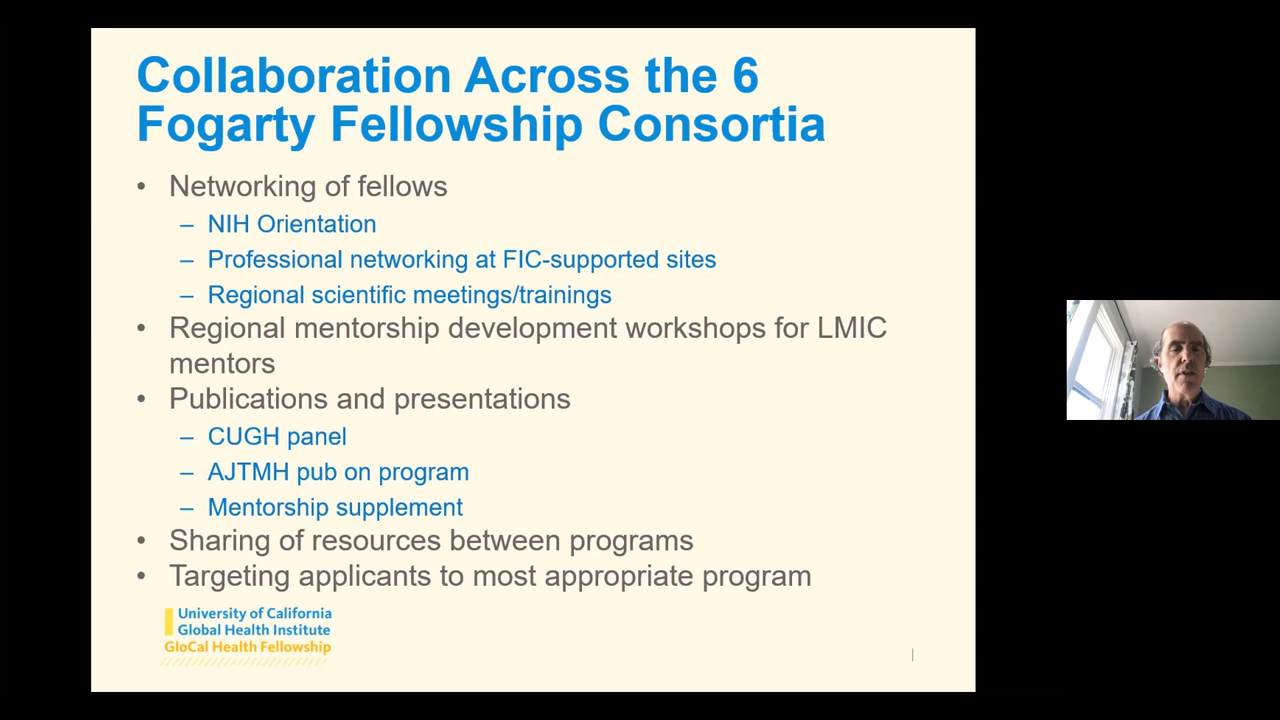 Collaboration Across the 6
Fogarty Fellowship Consortia
• Networking of fellows
– NIH Orientation
– Professional networking at FIC-supported sites
– Regional scientific meetings/trainings
• Regional mentorship development workshops for LMIC
mentors
• Publications and presentations
– CUGH panel
– AJTMH pub on program
– Mentorship supplement
• Sharing of resources between programs
• Targeting applicants to most appropriate program
University of California
Global Health Institute
GloCal Health Fellowship